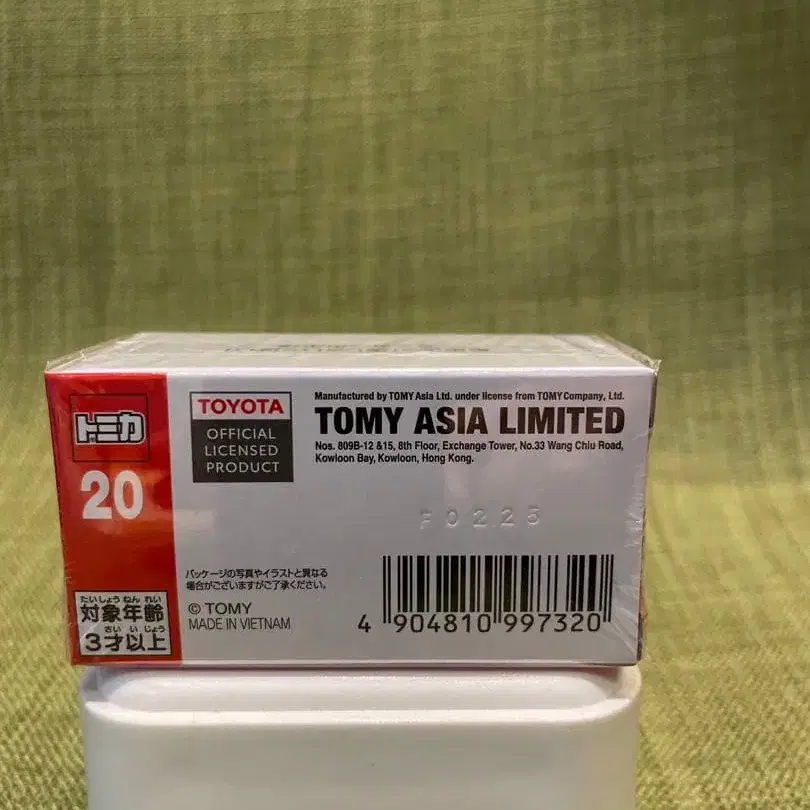 トミカ
20
たいしょうねんれい
対象年齢
さいいじょう
3才以上
TOYOTA
OFFICIAL
LICENSED
PRODUCT
Manufactured by TOMY Asia Ltd. under license from TOMY Company, Ltd.
TOMY ASIA LIMITED
Nos. 809B-12 &15, 8th Floor, Exchange Tower, No.33 Wang Chiu Road,
Kowloon Bay, Kowloon, Hong Kong.
F0225
パッケージの写真やイラストと異なる
場合がございますがご了承ください。
© TOMY
MADE IN VIETNAM
4 904810 997320